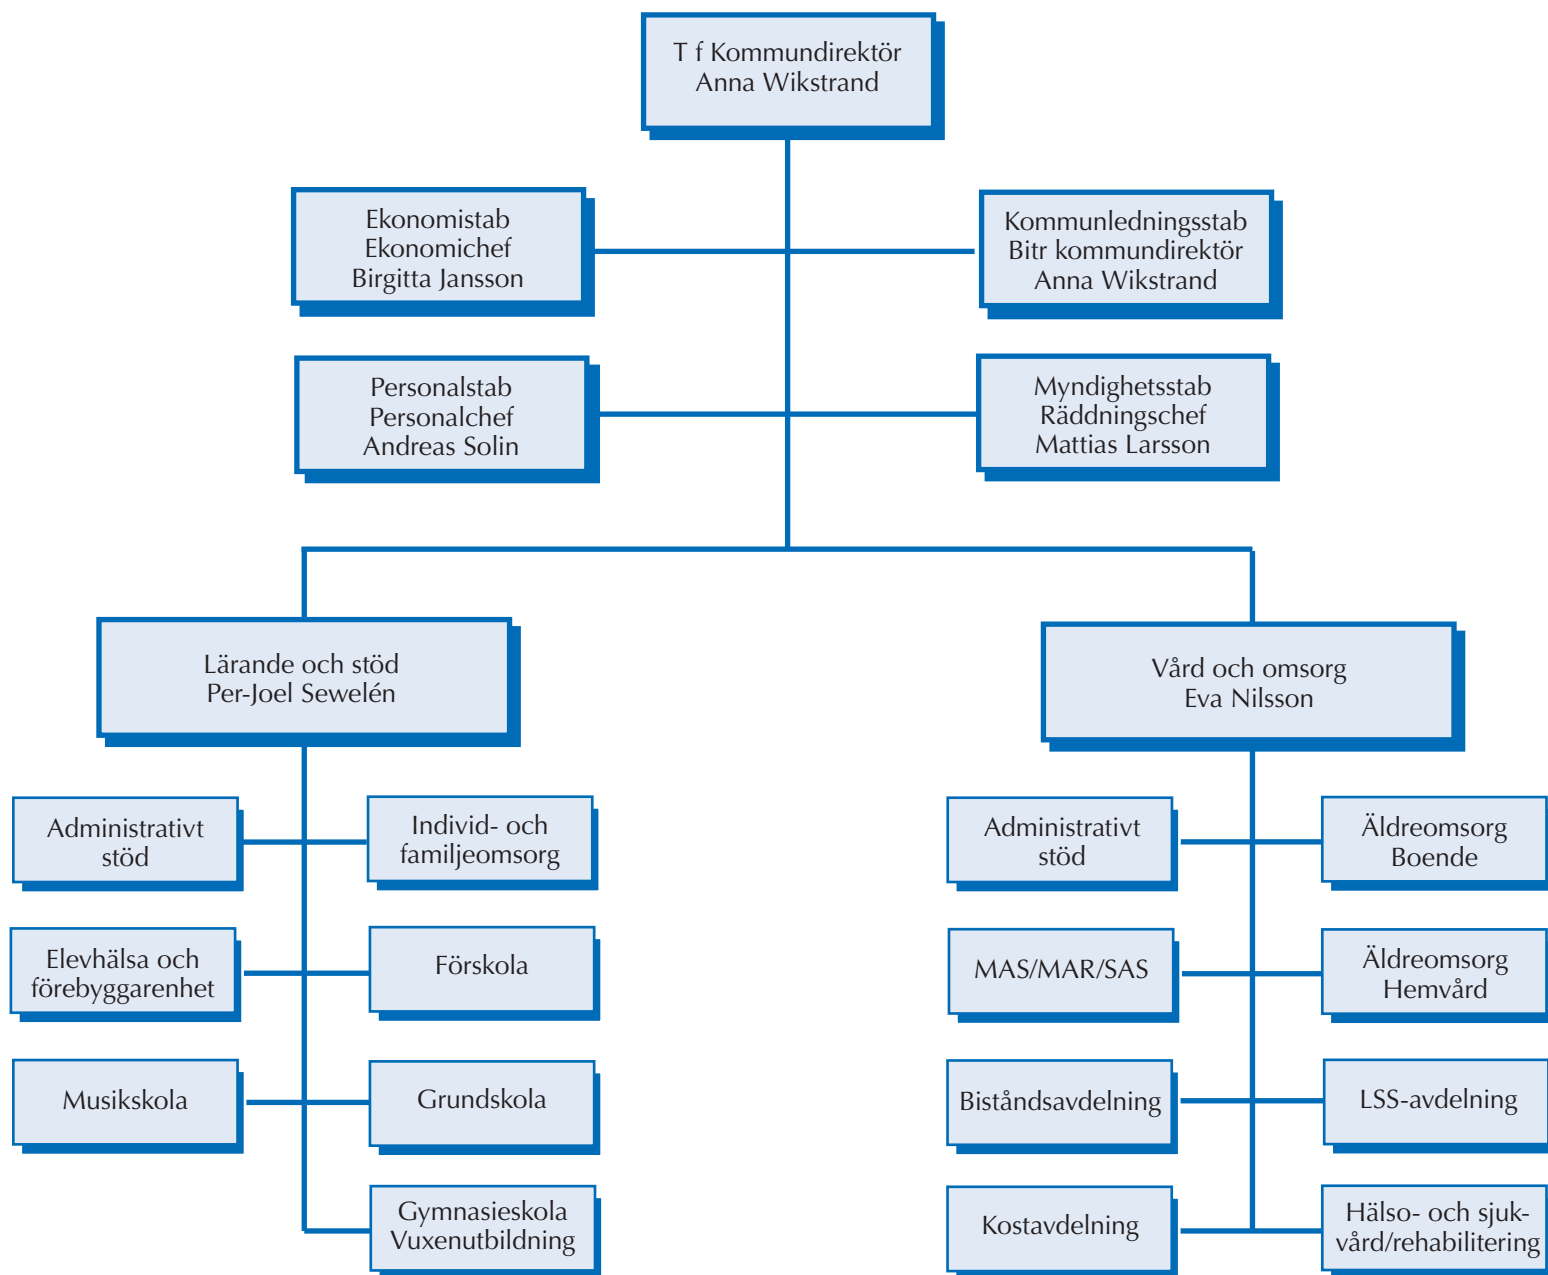 T f Kommundirektör
Anna Wikstrand
Ekonomistab
Ekonomichef
Birgitta Jansson
Kommunledningsstab
Bitr kommundirektör
Anna Wikstrand
Personalstab
Personalchef
Andreas Solin
Myndighetsstab
Räddningschef
Mattias Larsson
Lärande och stöd
Per-Joel Sewelén
Vård och omsorg
Eva Nilsson
Administrativt
stöd
Individ- och
familjeomsorg
Elevhälsa och
förebyggarenhet
Förskola
Musikskola
Grundskola
Gymnasieskola
Vuxenutbildning
Administrativt
stöd
Äldreomsorg
Boende
MAS/MAR/SAS
Äldreomsorg
Hemvård
Biståndsavdelning
LSS-avdelning
Kostavdelning
Hälso- och sjuk-
vård/rehabilitering